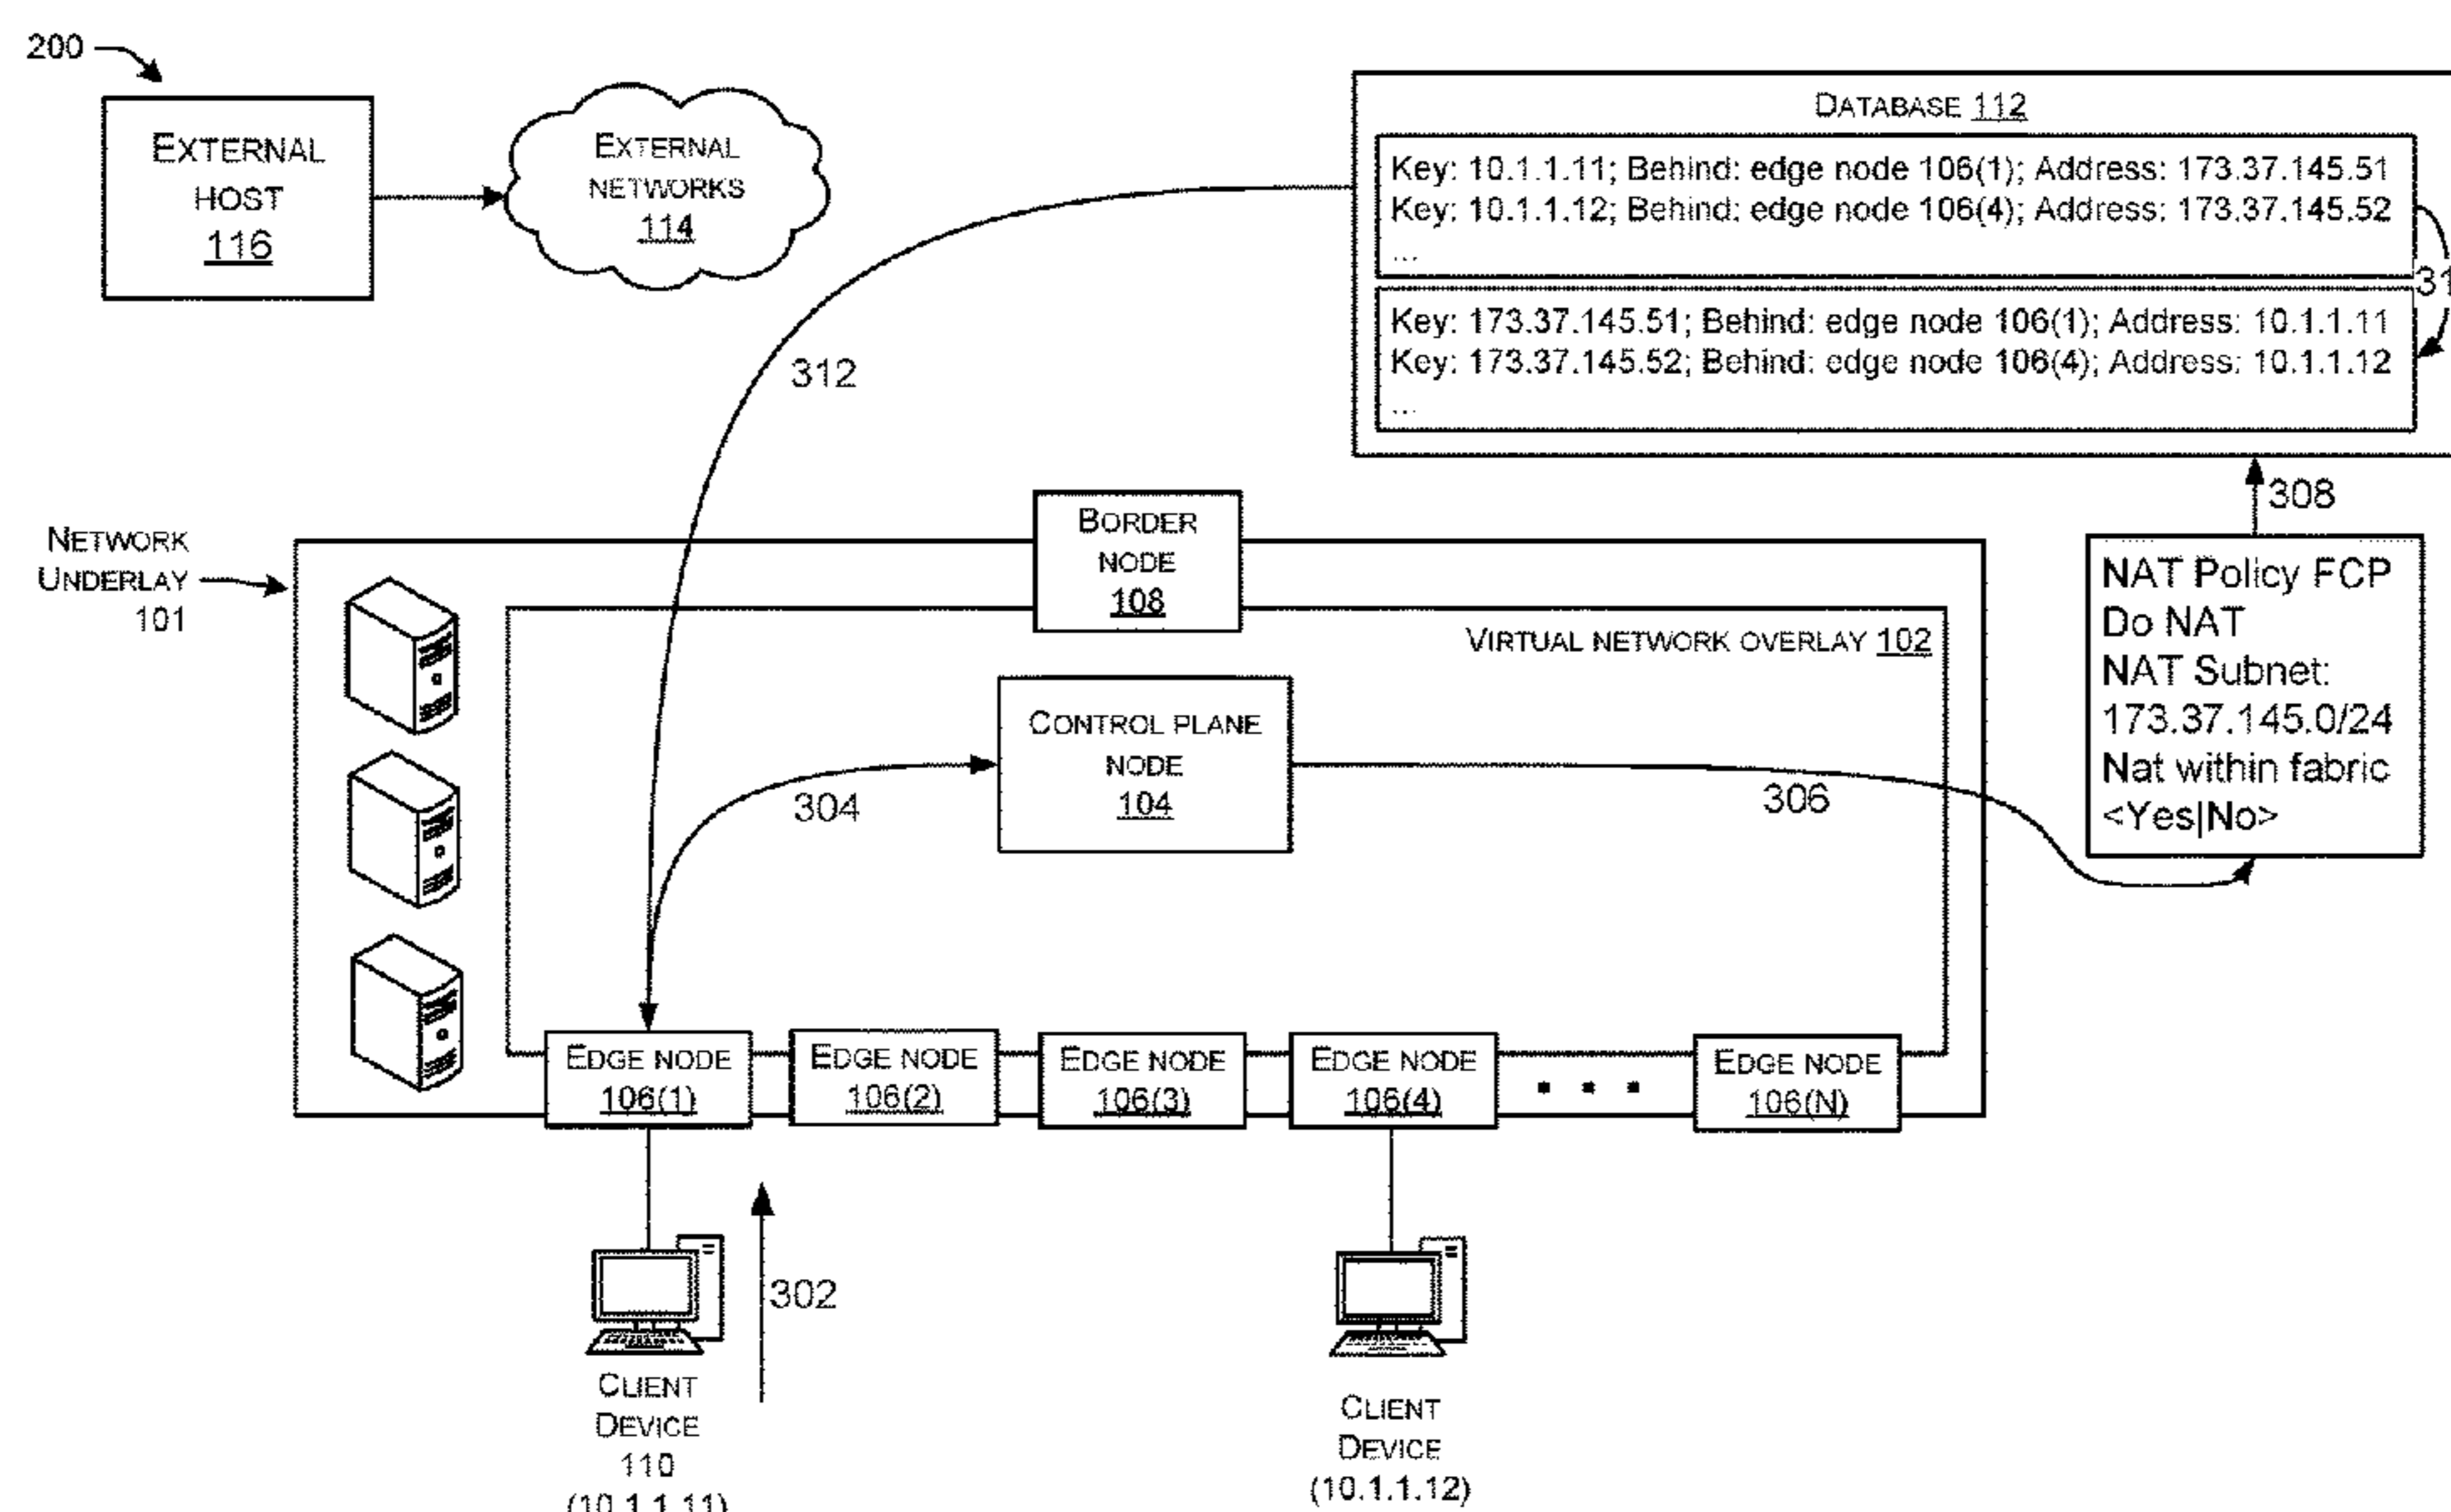 200
EXTERNAL
HOST
116
EXTERNAL
NETWORKS
114
DATABASE 112
Key: 10.1.1.11; Behind: edge node 106(1); Address: 173.37.145.51
Key: 10.1.1.12; Behind: edge node 106(4); Address: 173.37.145.52
...
Key: 173.37.145.51; Behind: edge node 106(1); Address: 10.1.1.11
Key: 173.37.145.52; Behind: edge node 106(4); Address: 10.1.1.12
...
312
308
NETWORK
UNDERLAY
101
BORDER
NODE
108
VIRTUAL NETWORK OVERLAY 102
NAT Policy FCP
Do NAT
NAT Subnet:
173.37.145.0/24
Nat within fabric
<Yes|No>
CONTROL PLANE
NODE
104
304
306
EDGE NODE
106(1)
EDGE NODE
106(2)
EDGE NODE
106(3)
EDGE NODE
106(4)
EDGE NODE
106(N)
302
CLIENT
DEVICE
110
(10.1.1.11)
CLIENT
DEVICE
(10.1.1.12)